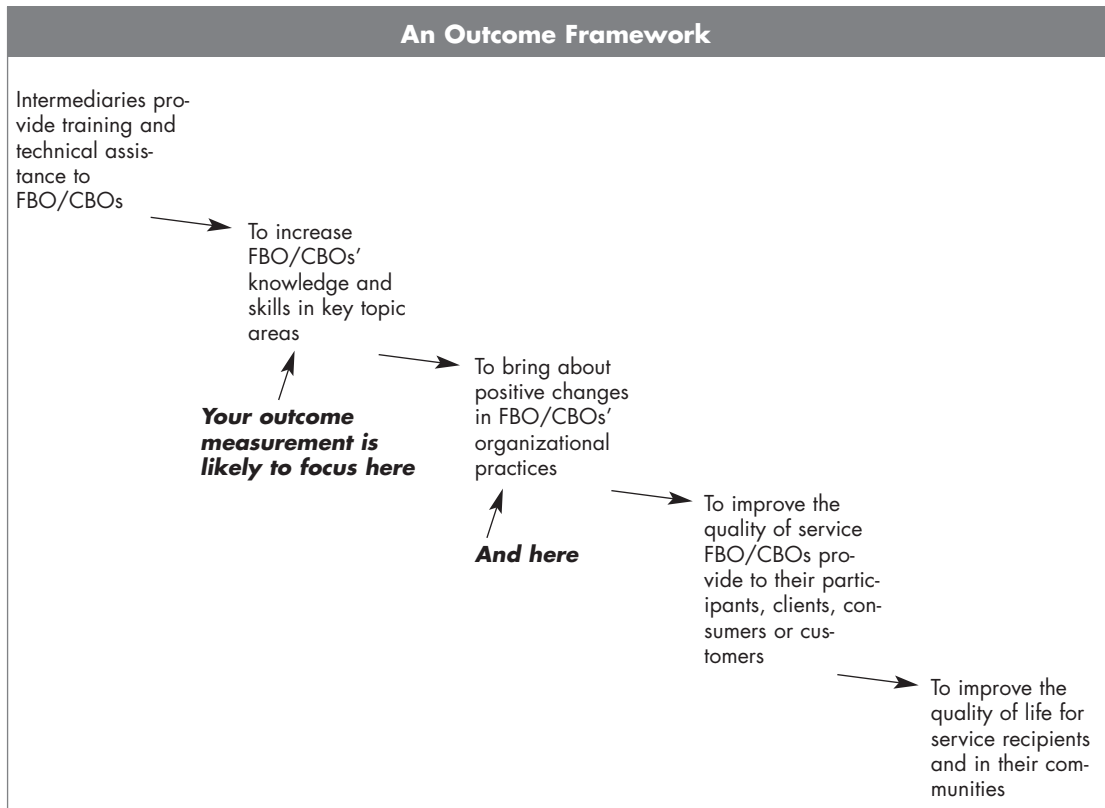 An Outcome Framework
Intermediaries pro-
vide training and
technical assis-
tance to
FBO/CBOs
To increase
FBO/CBOs’
knowledge and
skills in key topic
areas
Your outcome
measurement is
likely to focus here
To bring about
positive changes
in FBO/CBOs’
organizational
practices
And here
To improve the
quality of service
FBO/CBOs pro-
vide to their partic-
ipants, clients, con-
sumers or cus-
tomers
To improve the
quality of life for
service recipients
and in their com-
munities